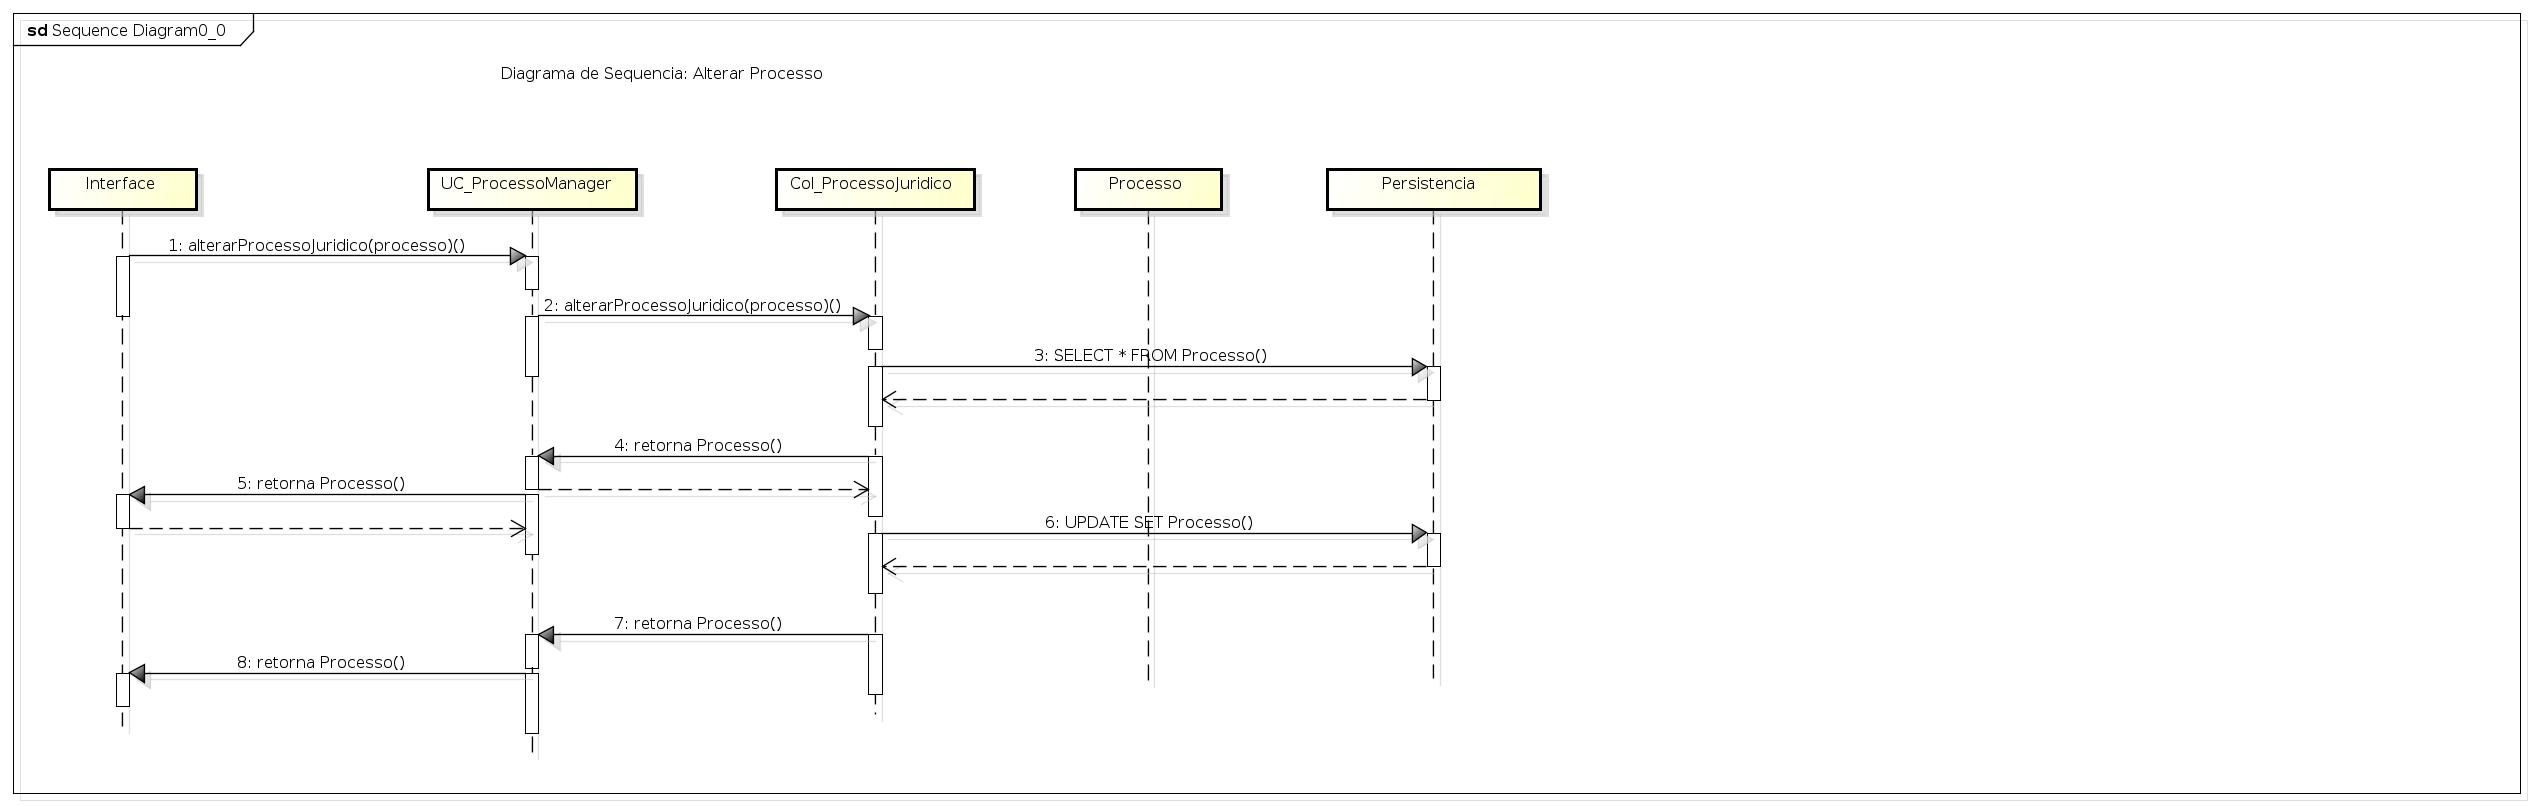 sd Sequence Diagram0_0
Diagrama de Sequencia: Alterar Processo
Interface
UC_ProcessoManager
Col_ProcessoJuridico
Processo
Persistencia
1: alterarProcessoJuridico(processo)()
2: alterarProcessoJuridico(processo)()
3: SELECT * FROM Processo()
4: retorna Processo()
5: retorna Processo()
6: UPDATE SET Processo()
7: retorna Processo()
8: retorna Processo()